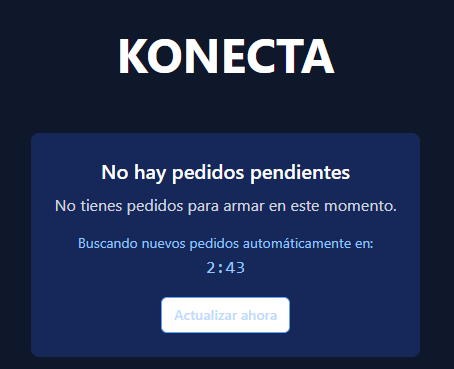 KONECTA
No hay pedidos pendientes
No tienes pedidos para armar en este momento.
Buscando nuevos pedidos automáticamente en:
2:43
Actualizar ahora